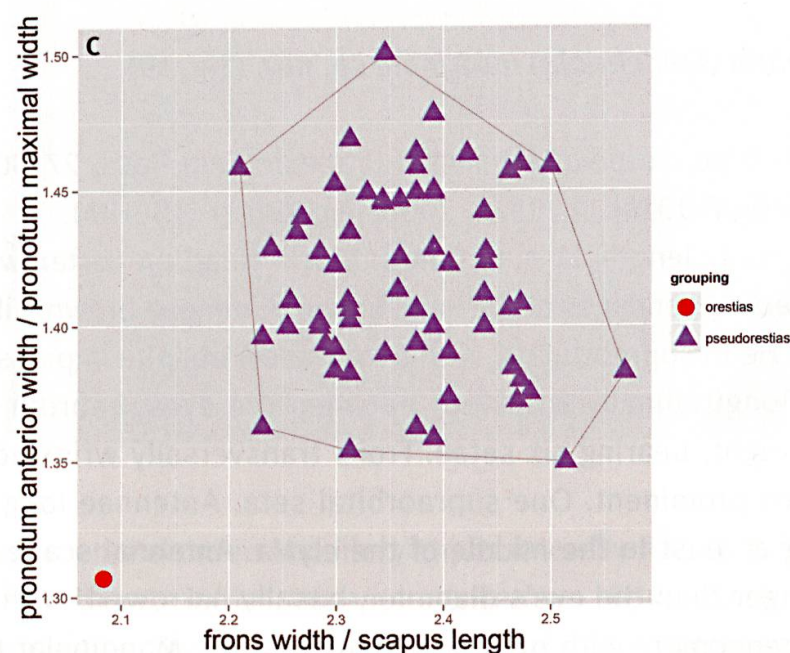 C
pronotum anterion width / pronotum maximal width
1.50
1.45
1.40
1.35
1.30
2.1
2.2
2.3
2.4
2.5
frons width / scapus length
grouping
orestias
pseudorestias